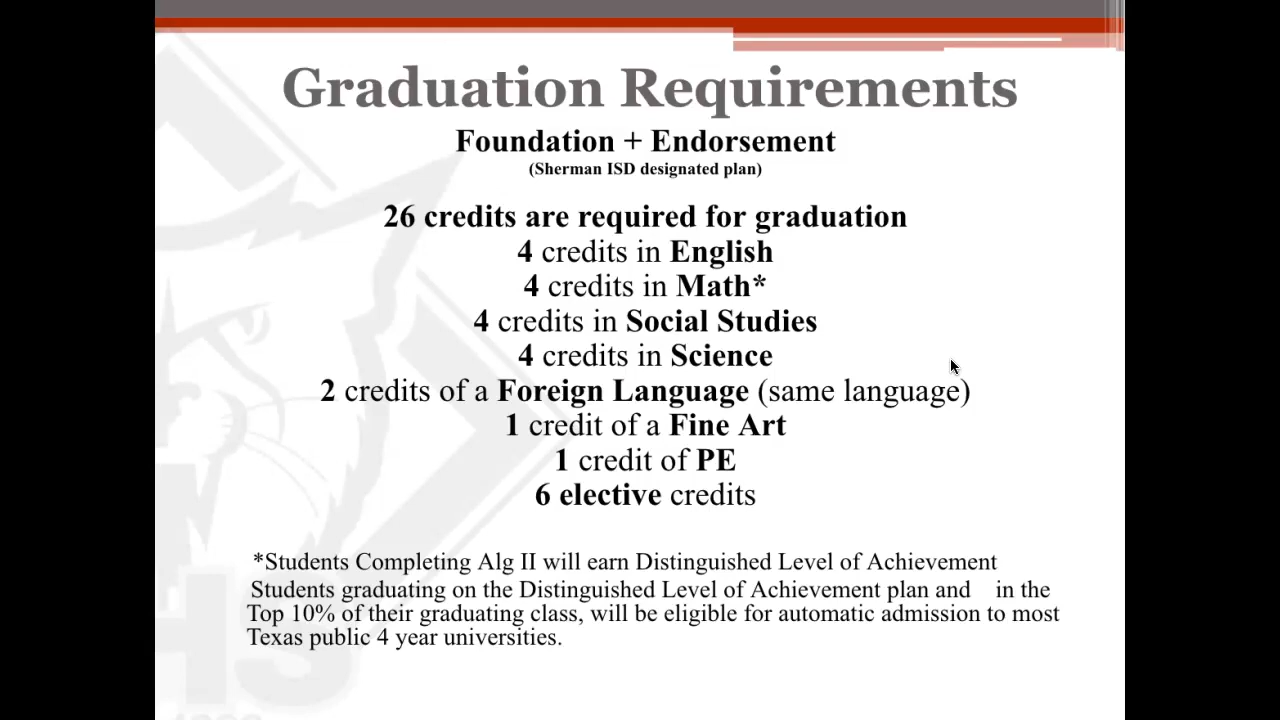 Graduation Requirements
Foundation + Endorsement
(Sherman ISD designated plan)
26 credits are required for graduation
4 credits in English
4 credits in Math*
4 credits in Social Studies
4 credits in Science
2 credits of a Foreign Language (same language)
1 credit of a Fine Art
1 credit of PE
6 elective credits
*Students Completing Alg II will earn Distinguished Level of Achievement
Students graduating on the Distinguished Level of Achievement plan and in the
Top 10% of their graduating class, will be eligible for automatic admission to most
Texas public 4 year universities.